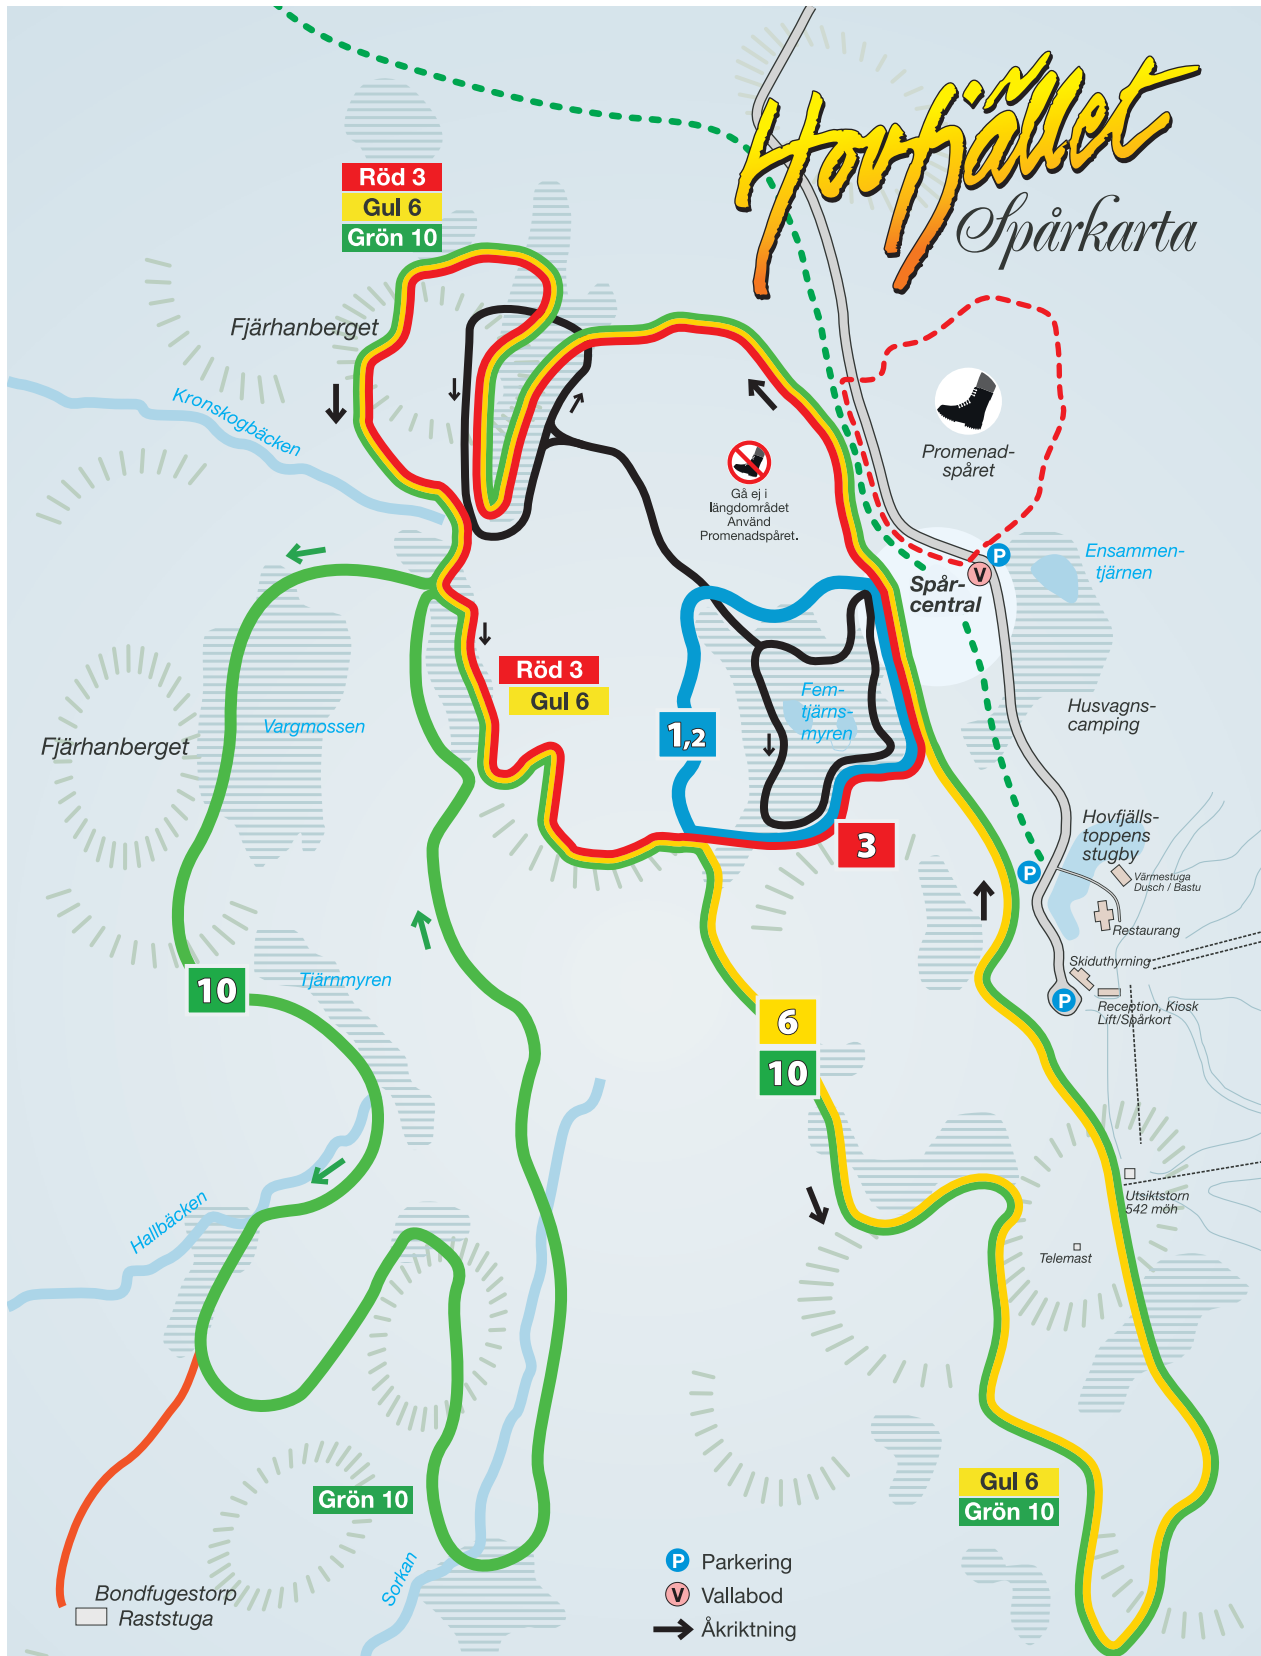 Hovfjället
Spårkarta
Röd 3
Gul 6
Grön 10
Fjärhanberget
Kronskogbäcken
Promenad-
spåret
Gå ej i
längdområdet
Använd
Promenadspåret.
P
V
Ensammen-
tjärnen
Spår-
central
Röd 3
Gul 6
Fem-
tjärns-
myren
1,2
Vargmossen
Fjärhanberget
Husvagns-
camping
3
Hovfjälls-
toppens
stugby
P
Värmestuga
Dusch / Bastu
Restaurang
Skiduthyrning
P
Reception, Kiosk
Lift/Spårkort
10
Tjärnmyren
6
10
Hallbäcken
Utsiktstorn
542 möh
Telemast
Gul 6
Grön 10
Grön 10
Sorkan
Bondfugestorp
Raststuga
P Parkering
V Vallabod
Åkriktning